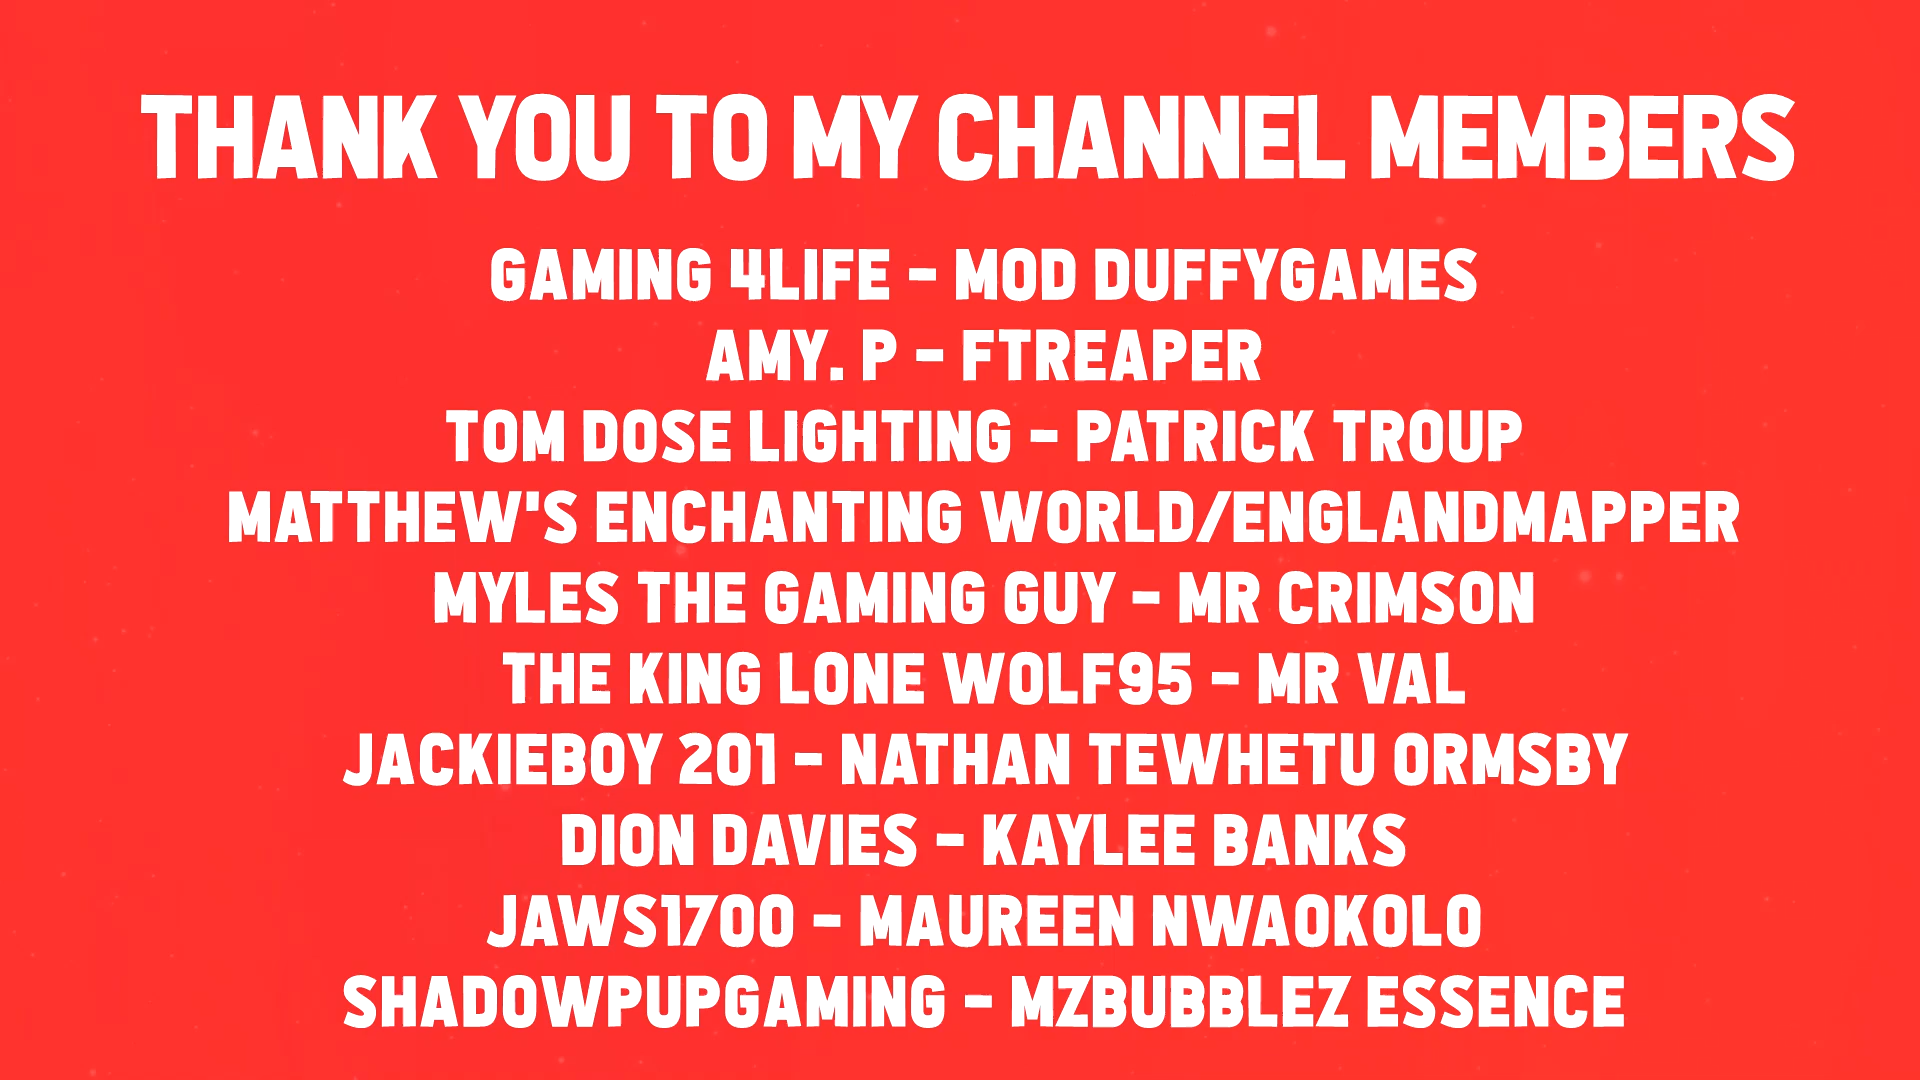 THANK YOU TO MY CHANNEL MEMBERS
GAMING 4LIFE - MOD DUFFYGAMES
AMY. P - FTREAPER
TOM DOSE LIGHTING - PATRICK TROUP
MATTHEW'S ENCHANTING WORLD/ENGLANDMAPPER
MYLES THE GAMING GUY - MR CRIMSON
THE KING LONE WOLF95 - MR VAL
JACKIEBOY 201 - NATHAN TEWHETU ORMSBY
DION DAVIES - KAYLEE BANKS
JAWS1700 - MAUREEN NWAOKOLO
SHADOWPUPGAMING - MZBUBBLEZ ESSENCE